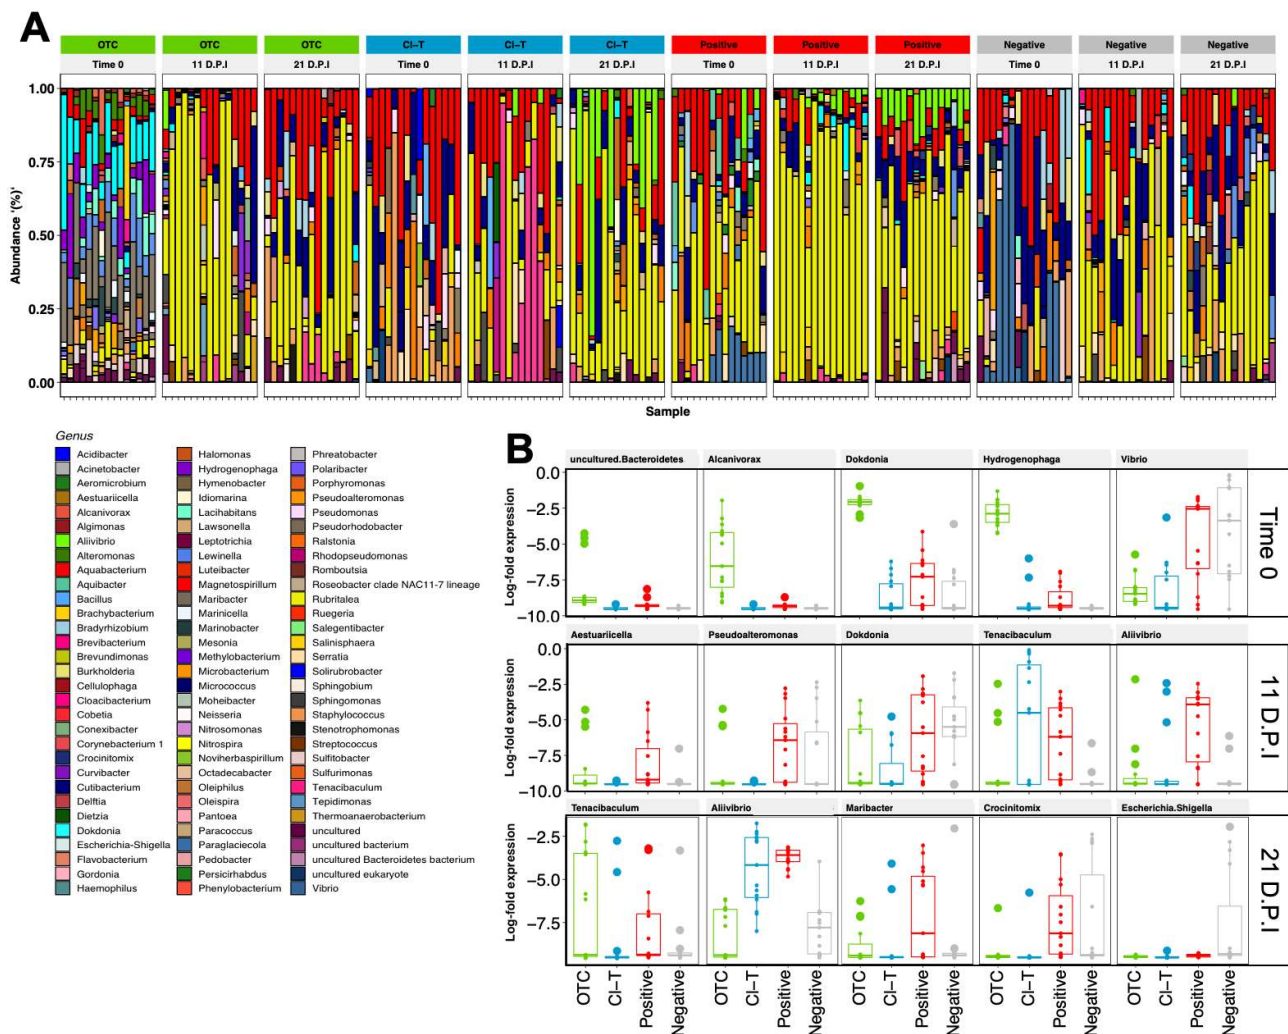 A
OTC OTC OTC CI–T CI–T CI–T Positive Positive Positive Negative Negative Negative
Time 0 11 D.P.I 21 D.P.I Time 0 11 D.P.I 21 D.P.I Time 0 11 D.P.I 21 D.P.I Time 0 11 D.P.I 21 D.P.I
1.00
0.75
0.50
0.25
0.00
Abundance '(%)'
Sample
Genus
Acidibacter
Acinetobacter
Aeromicrobium
Aestuariicella
Alcanivorax
Algimonas
Aliivibrio
Alteromonas
Aquabacterium
Aquibacter
Bacillus
Brachybacterium
Bradyrhizobium
Brevibacterium
Brevundimonas
Burkholderia
Cellulophaga
Cloacibacterium
Cobetia
Conexibacter
Corynebacterium 1
Crocinitomix
Curvibacter
Cutibacterium
Delftia
Dietzia
Dokdonia
Escherichia-Shigella
Flavobacterium
Gordonia
Haemophilus
Halomonas
Hydrogenophaga
Hymenobacter
Idiomarina
Lacihabitans
Lawsonella
Leptotrichia
Lewinella
Luteibacter
Magnetospirillum
Maribacter
Marinicella
Marinobacter
Mesonia
Methylobacterium
Microbacterium
Micrococcus
Moheibacter
Neisseria
Nitrosomonas
Nitrospira
Noviherbaspirillum
Octadecabacter
Oleiphilus
Oleispira
Pantoea
Paracoccus
Paraglaciecola
Pedobacter
Persicirhabdus
Phenylobacterium
Phreatobacter
Polaribacter
Porphyromonas
Pseudoalteromonas
Pseudomonas
Pseudorhodobacter
Ralstonia
Rhodopseudomonas
Romboutsia
Roseobacter clade NAC11-7 lineage
Rubritalea
Ruegeria
Salegentibacter
Salinisphaera
Serratia
Solirubrobacter
Sphingobium
Sphingomonas
Staphylococcus
Stenotrophomonas
Streptococcus
Sulfitobacter
Sulfurimonas
Tenacibaculum
Tepidimonas
Thermoanaerobacterium
uncultured
uncultured bacterium
uncultured Bacteroidetes bacterium
uncultured eukaryote
Vibrio
B
uncultured.Bacteroidetes Alcanivorax Dokdonia Hydrogenophaga Vibrio
0.0
−2.5
−5.0
−7.5
−10.0
Log-fold expression
Time 0
Aestuariicella Pseudoalteromonas Dokdonia Tenacibaculum Aliivibrio
0.0
−2.5
−5.0
−7.5
−10.0
Log-fold expression
11 D.P.I
Tenacibaculum Aliivibrio Maribacter Crocinitomix Escherichia.Shigella
−2.5
−5.0
−7.5
Log-fold expression
21 D.P.I
OTC CI–T Positive Negative OTC CI–T Positive Negative OTC CI–T Positive Negative OTC CI–T Positive Negative OTC CI–T Positive Negative